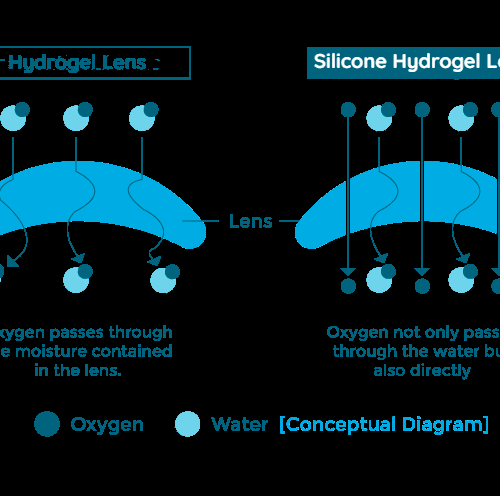 Hydrogel Lens
Silicone Hydrogel Le
Lens
xygen passes through
e moisture contained
in the lens.
Oxygen not only pass
through the water bu
also directly
Oxygen
Water [Conceptual Diagram]